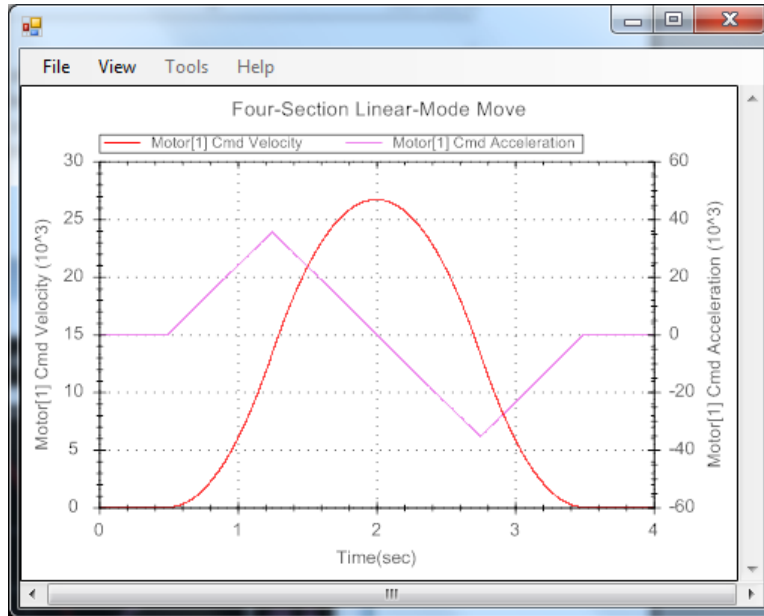 File View Tools Help
Four-Section Linear-Mode Move
Motor[1] Cmd Velocity Motor[1] Cmd Acceleration
Motor[1] Cmd Velocity (10^3)
30
25
20
15
10
5
0
60
40
20
0
-20
-40
-60
Motor[1] Cmd Acceleration (10^3)
0 1 2 3 4
Time(sec)